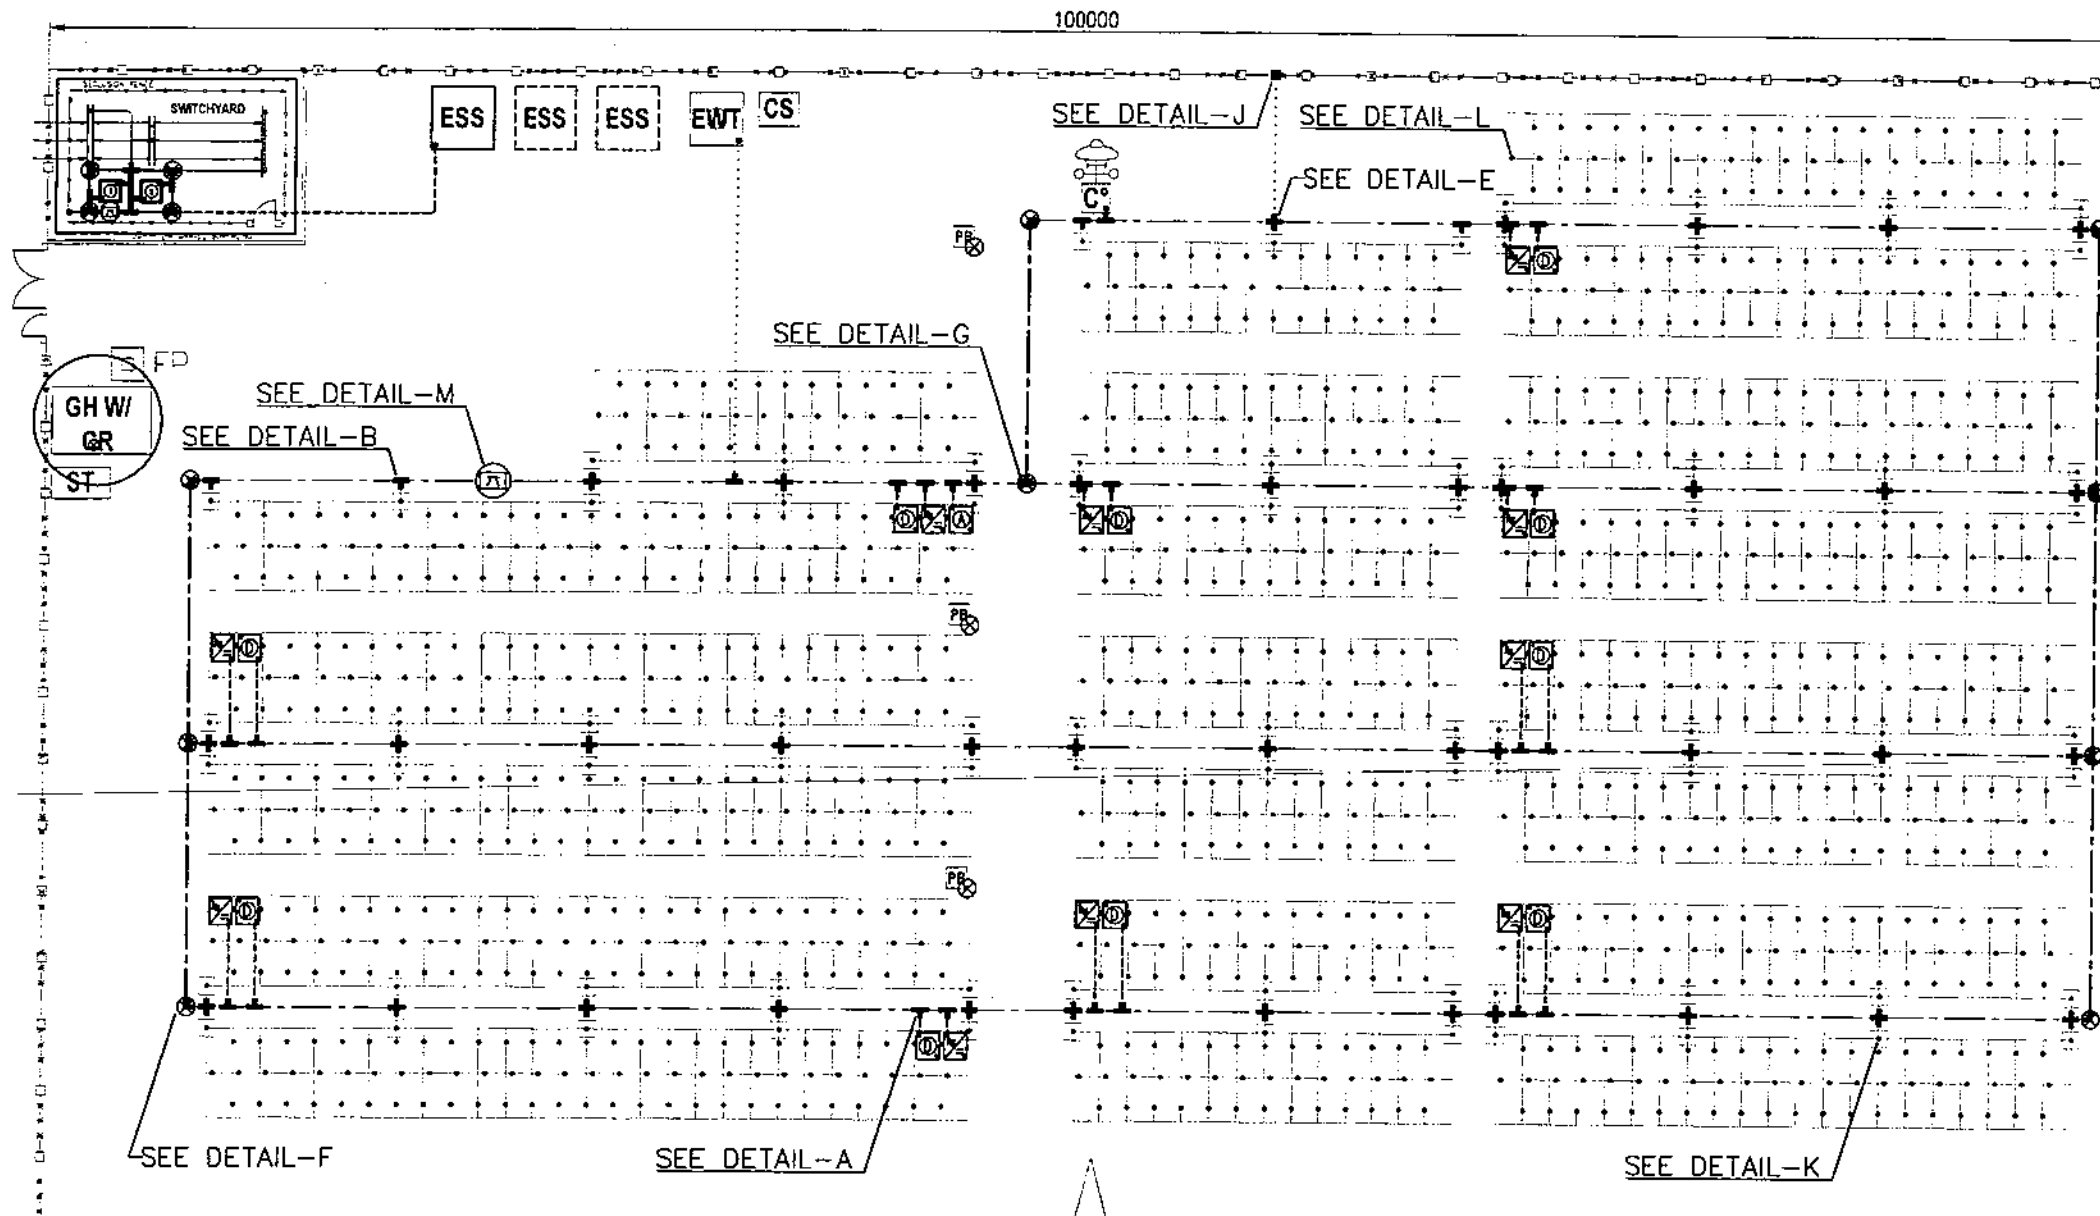 100000
SWITCHYARD
ESS
ESS
ESS
EWT
CS
SEE DETAIL-J
SEE DETAIL-L
SEE DETAIL-E
C°
PB
SEE DETAIL-G
FP
GH W/
GR
ST
SEE DETAIL-M
SEE DETAIL-B
D
D
A
D
D
PB
D
D
PB
D
D
D
D
SEE DETAIL-F
SEE DETAIL-A
SEE DETAIL-K